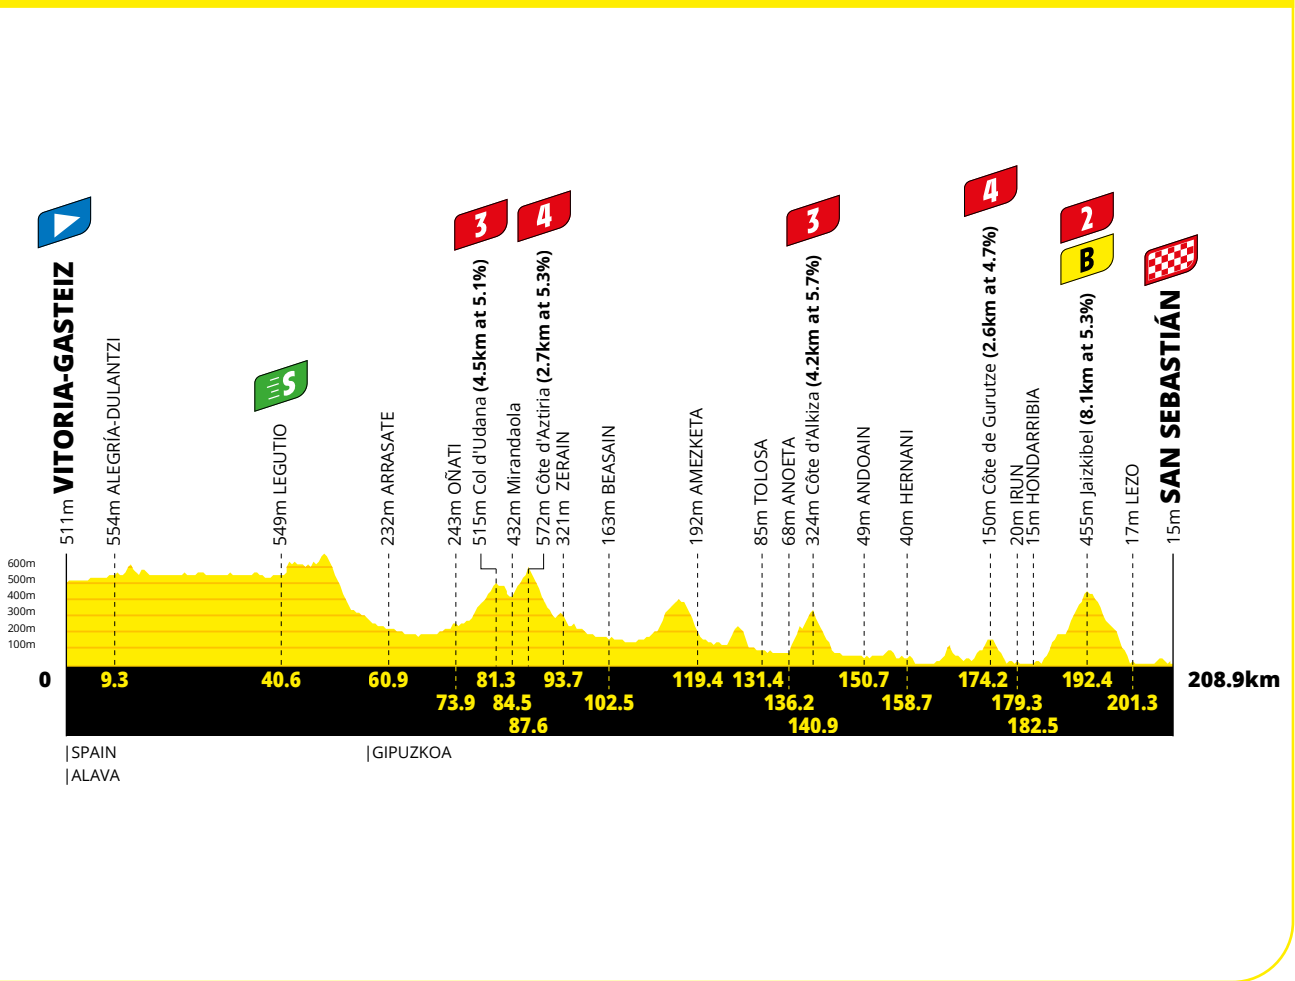 3
4
3
4
2
B
S
511m VITORIA-GASTEIZ
554m ALEGRÍA-DULANTZI
549m LEGUTIO
232m ARRASATE
243m OÑATI
515m Col d'Udana (4.5km at 5.1%)
432m Mirandaola
572m Côte d'Aztiria (2.7km at 5.3%)
321m ZERAIN
163m BEASAIN
192m AMEZKETA
85m TOLOSA
68m ANOETA
324m Côte d'Alkiza (4.2km at 5.7%)
49m ANDOAIN
40m HERNANI
150m Côte de Gurutze (2.6km at 4.7%)
20m IRUN
15m HONDARRIBIA
455m Jaizkibel (8.1km at 5.3%)
17m LEZO
15m SAN SEBASTIÁN
600m
500m
400m
300m
200m
100m
0 9.3 40.6 60.9 81.3 93.7 119.4 131.4 150.7 174.2 192.4 208.9km
73.9 84.5 102.5 136.2 158.7 179.3 201.3
87.6 140.9 182.5
|SPAIN |GIPUZKOA
|ALAVA